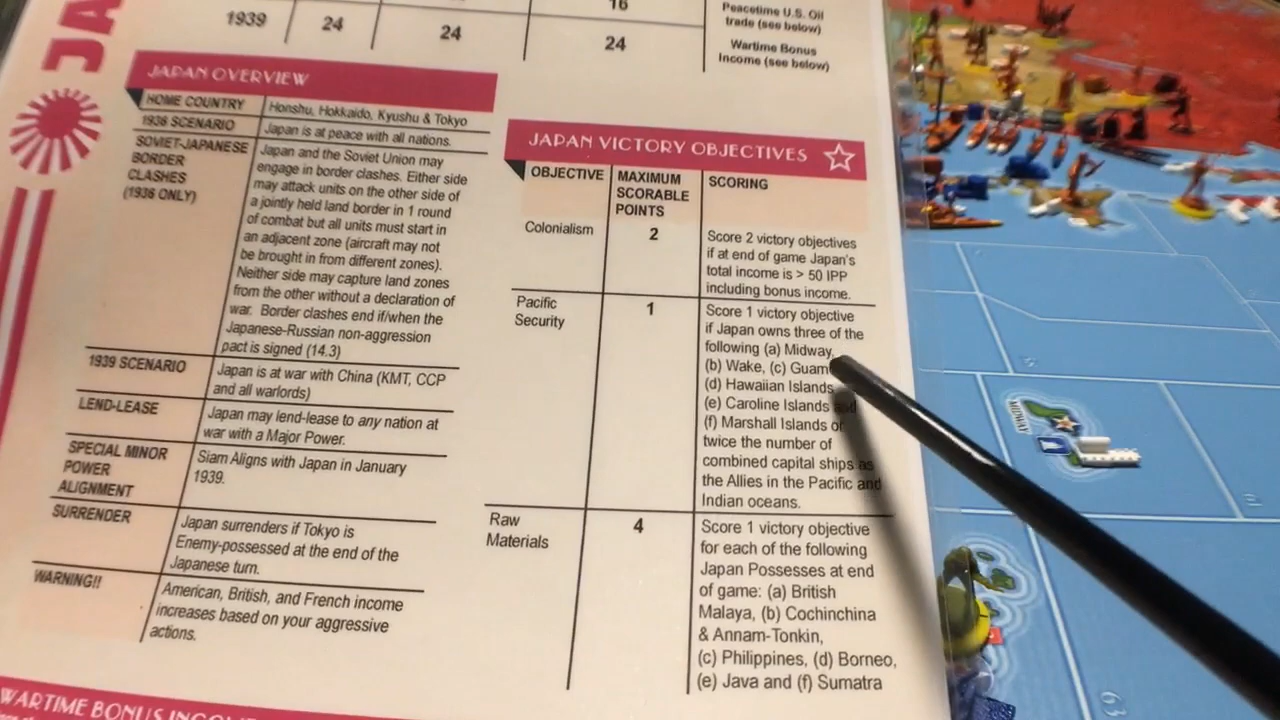 JA
16
1939 24 24 24
Peacetime U.S. Oil
trade (see below)
Wartime Bonus
Income (see below)
JAPAN OVERVIEW
HOME COUNTRY
Honshu, Hokkaido, Kyushu & Tokyo
1936 SCENARIO
Japan is at peace with all nations.
SOVIET-JAPANESE
BORDER
CLASHES
(1936 ONLY)
Japan and the Soviet Union may
engage in border clashes. Either side
may attack units on the other side of
a jointly held land border in 1 round
of combat but all units must start in
an adjacent zone (aircraft may not
be brought in from different zones).
Neither side may capture land zones
from the other without a declaration of
war. Border clashes end if/when the
Japanese-Russian non-aggression
pact is signed (14.3)
1939 SCENARIO
Japan is at war with China (KMT, CCP
and all warlords)
LEND-LEASE
Japan may lend-lease to any nation at
war with a Major Power.
SPECIAL MINOR
POWER
ALIGNMENT
Siam Aligns with Japan in January
1939.
SURRENDER
Japan surrenders if Tokyo is
Enemy-possessed at the end of the
Japanese turn.
WARNING!!
American, British, and French income
increases based on your aggressive
actions.
JAPAN VICTORY OBJECTIVES
OBJECTIVE
MAXIMUM
SCORABLE
POINTS
SCORING
Colonialism
2
Score 2 victory objectives
if at end of game Japan's
total income is > 50 IPP
including bonus income.
Pacific
Security
1
Score 1 victory objective
if Japan owns three of the
following (a) Midway,
(b) Wake, (c) Guam
(d) Hawaiian Islands
(e) Caroline Islands and
(f) Marshall Islands or
twice the number of
combined capital ships as
the Allies in the Pacific and
Indian oceans.
Raw
Materials
4
Score 1 victory objective
for each of the following
Japan Possesses at end
of game: (a) British
Malaya, (b) Cochinchina
& Annam-Tonkin,
(c) Philippines, (d) Borneo,
(e) Java and (f) Sumatra
WARTIME BONUS
MIDWAY
63